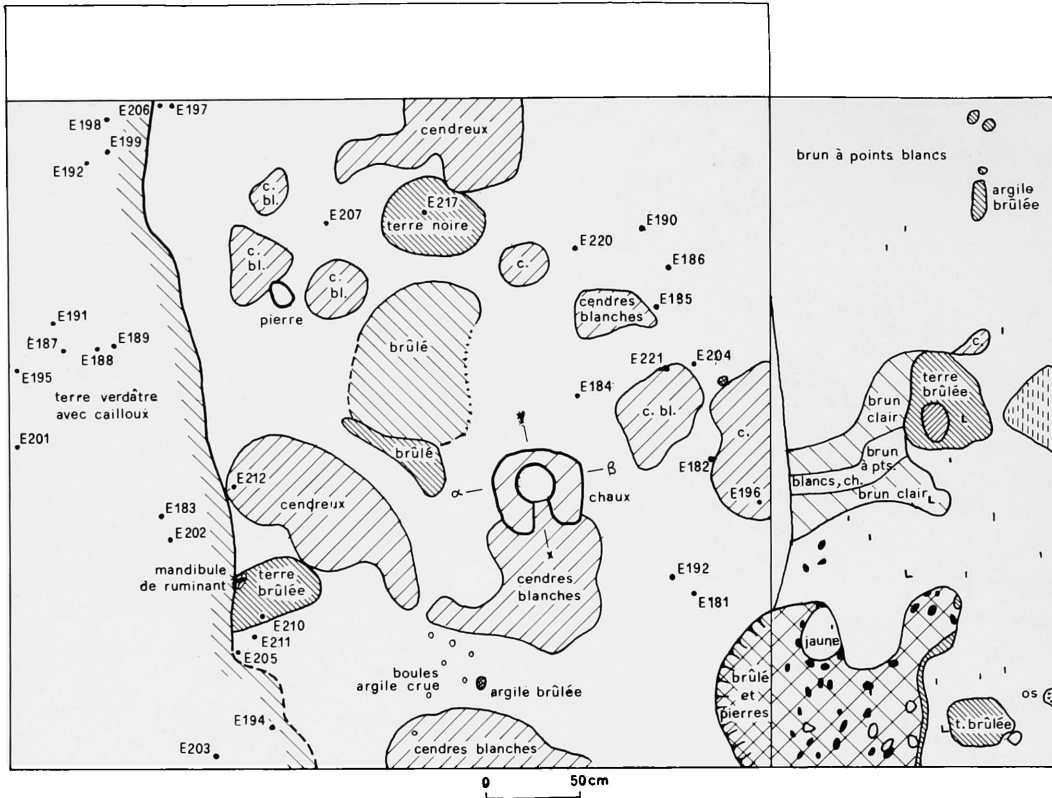 E206
E197
E198
E199
E192
cendreux
brun à points blancs
argile
brûlée
c.
bl.
E207
E217
terre noire
E190
E220
c.
bl.
c.
bl.
c.
E186
pierre
cendres
blanches
E185
E191
E187
E188
E189
E195
brûlé
E221
E204
c.
terre
brûlée
terre verdâtre
avec cailloux
E184
c. bl.
c.
brun
clair
L
E201
brûlé
β
α
chaux
E182
brun
à pts.
blancs, ch.
brun clair
L
E212
cendreux
E196
E183
E202
mandibule
de ruminant
terre
brûlée
cendres
blanches
E192
L
E181
E210
E211
E205
jaune
boules
argile crue
argile brûlée
brûlé
et
pierres
os
L
t. brûlée
E194
E203
cendres blanches
0
50cm